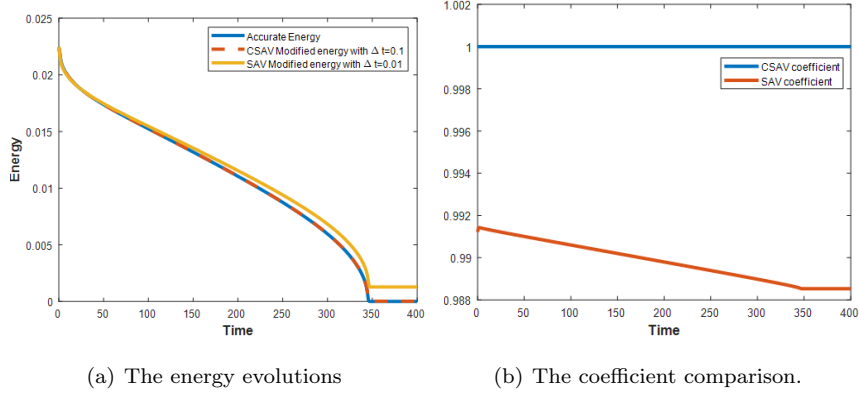 0.025
0.02
0.015
0.01
0.005
0
Energy
Accurate Energy
CSAV Modified energy with Δ t=0.1
SAV Modified energy with Δ t=0.01
0 50 100 150 200 250 300 350 400
Time
(a) The energy evolutions
1.002
1
0.998
0.996
0.994
0.992
0.99
0.988
CSAV coefficient
SAV coefficient
0 50 100 150 200 250 300 350 400
Time
(b) The coefficient comparison.